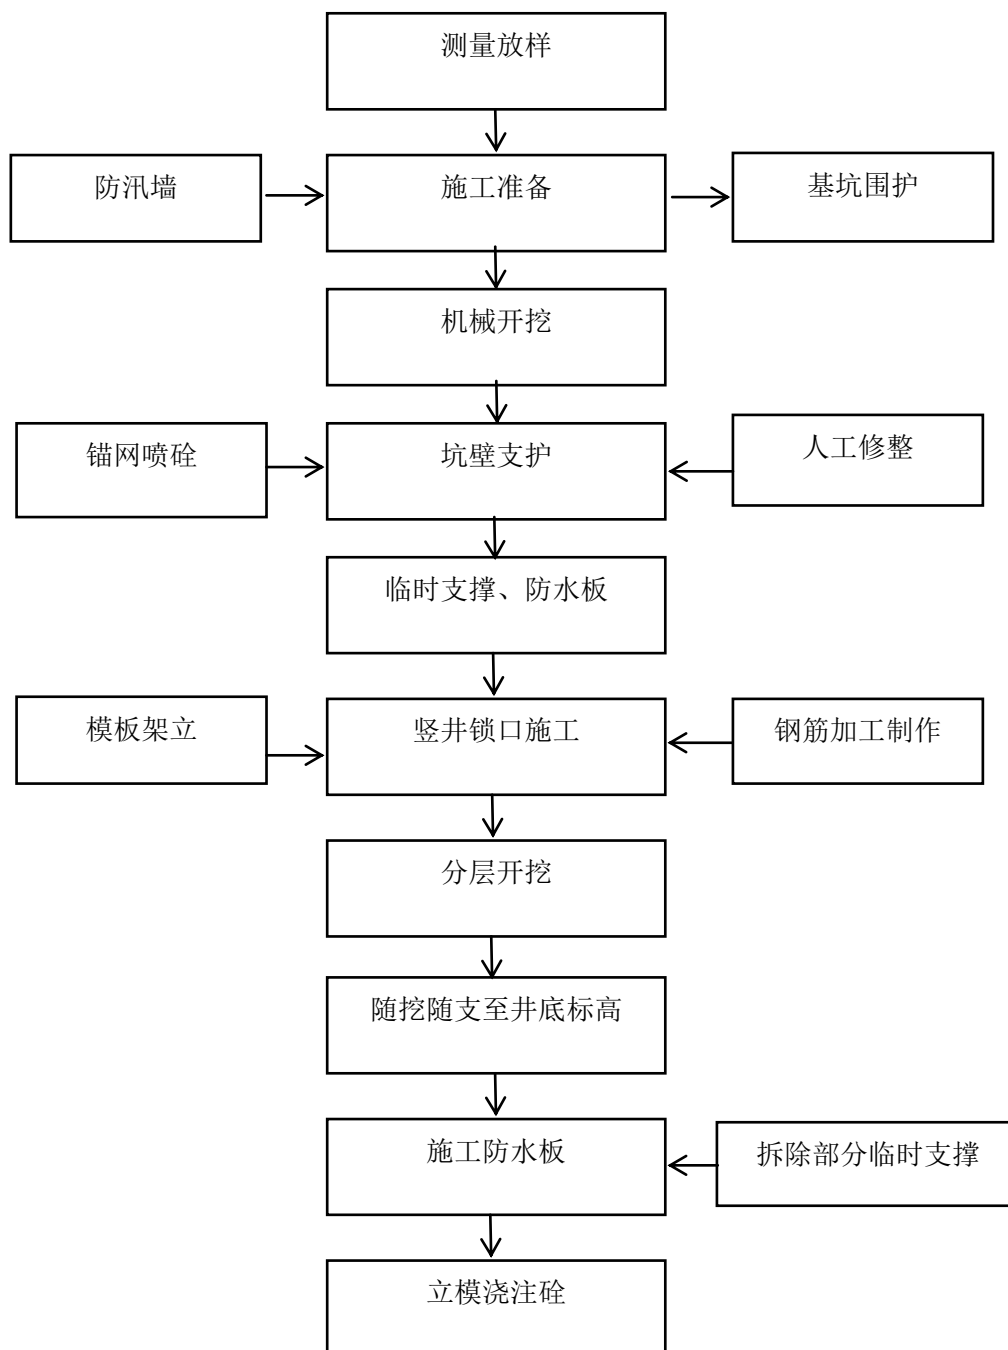 测量放样
防汛墙
施工准备
基坑围护
机械开挖
锚网喷砼
坑壁支护
人工修整
临时支撑、防水板
模板架立
竖井锁口施工
钢筋加工制作
分层开挖
随挖随支至井底标高
施工防水板
拆除部分临时支撑
立模浇注砼